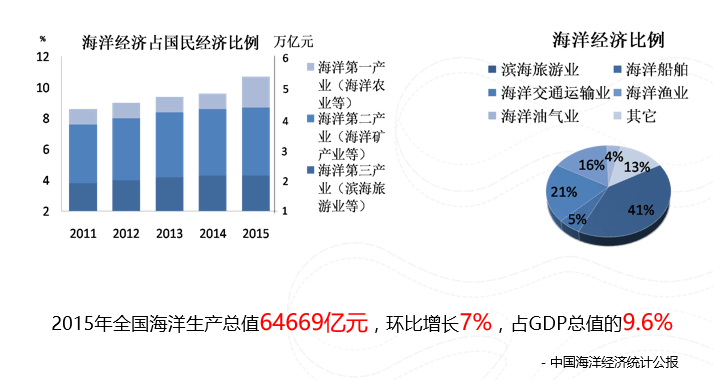 海洋经济占国民经济比例
%
万亿元
12
10
8
6
4
2
6
5
4
3
2
1
2011 2012 2013 2014 2015
海洋第一产
业（海洋农
业等）
海洋第二产
业（海洋矿
产业等）
海洋第三产
业（滨海旅
游业等）
海洋经济比例
滨海旅游业 海洋船舶
海洋交通运输业 海洋渔业
海洋油气业 其它
4%
13%
16%
21%
5%
41%
2015年全国海洋生产总值64669亿元，环比增长7%，占GDP总值的9.6%
- 中国海洋经济统计公报